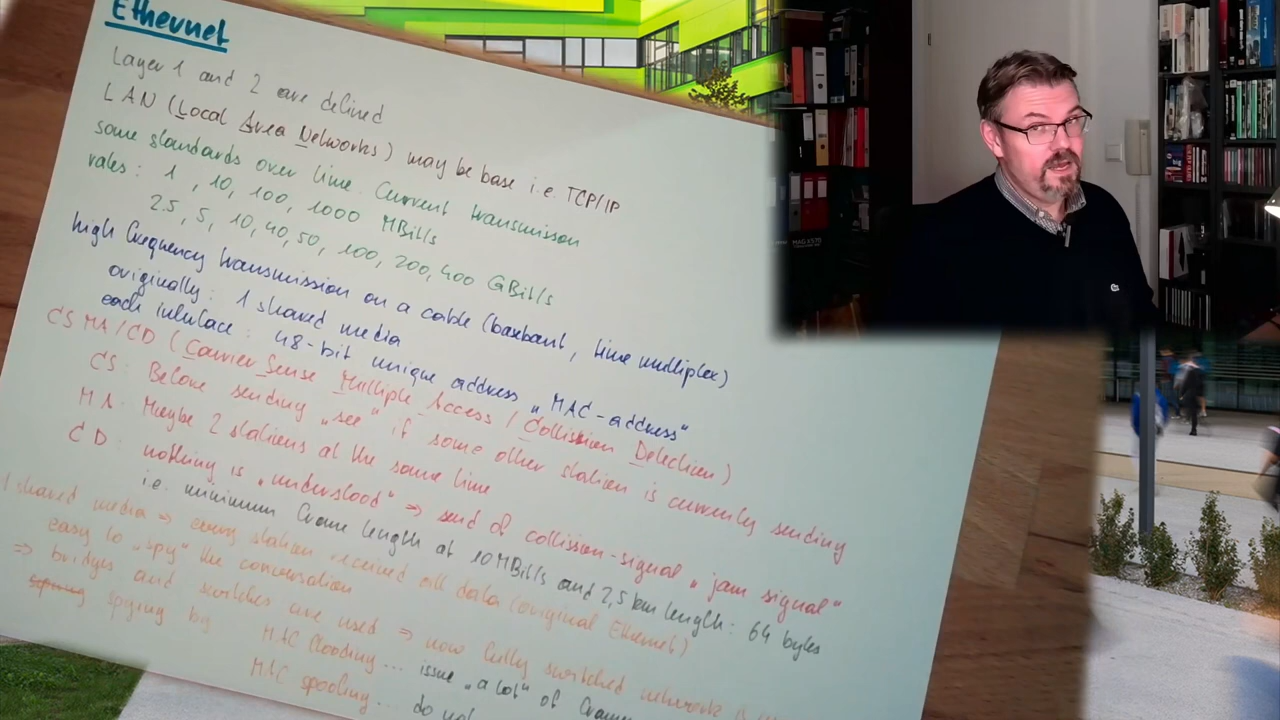 Ethernet
Layer 1 and 2 are defined
LAN (Local Area Networks) may be base i.e. TCP/IP
some standards over time. Current transmisson
rates: 1, 10, 100, 1000 MBit/s
2.5, 5, 10, 40, 50, 100, 200, 400 GBit/s
high frequency transmission on a cable (baseband, time multiplex)
originally: 1 shared media
each interface: 48-bit unique address "MAC-address"
CSMA/CD (Carrier Sense Multiple Access / Collision Detection)
CS: Before sending "see" if some other station is currently sending
MA: Maybe 2 stations at the same time
CD: nothing is "understood" ⇒ send of collission-signal "jam signal"
i.e. minimum frame length at 10MBit/s and 2,5 km length: 64 bytes
1 shared media ⇒ every station received all data (original Ethernet)
easy to "spy" the conversation
⇒ bridges and switches are used ⇒ now fully switched network
spying by MAC flooding... issue "a lot" of frames
MAC spoofing... do not